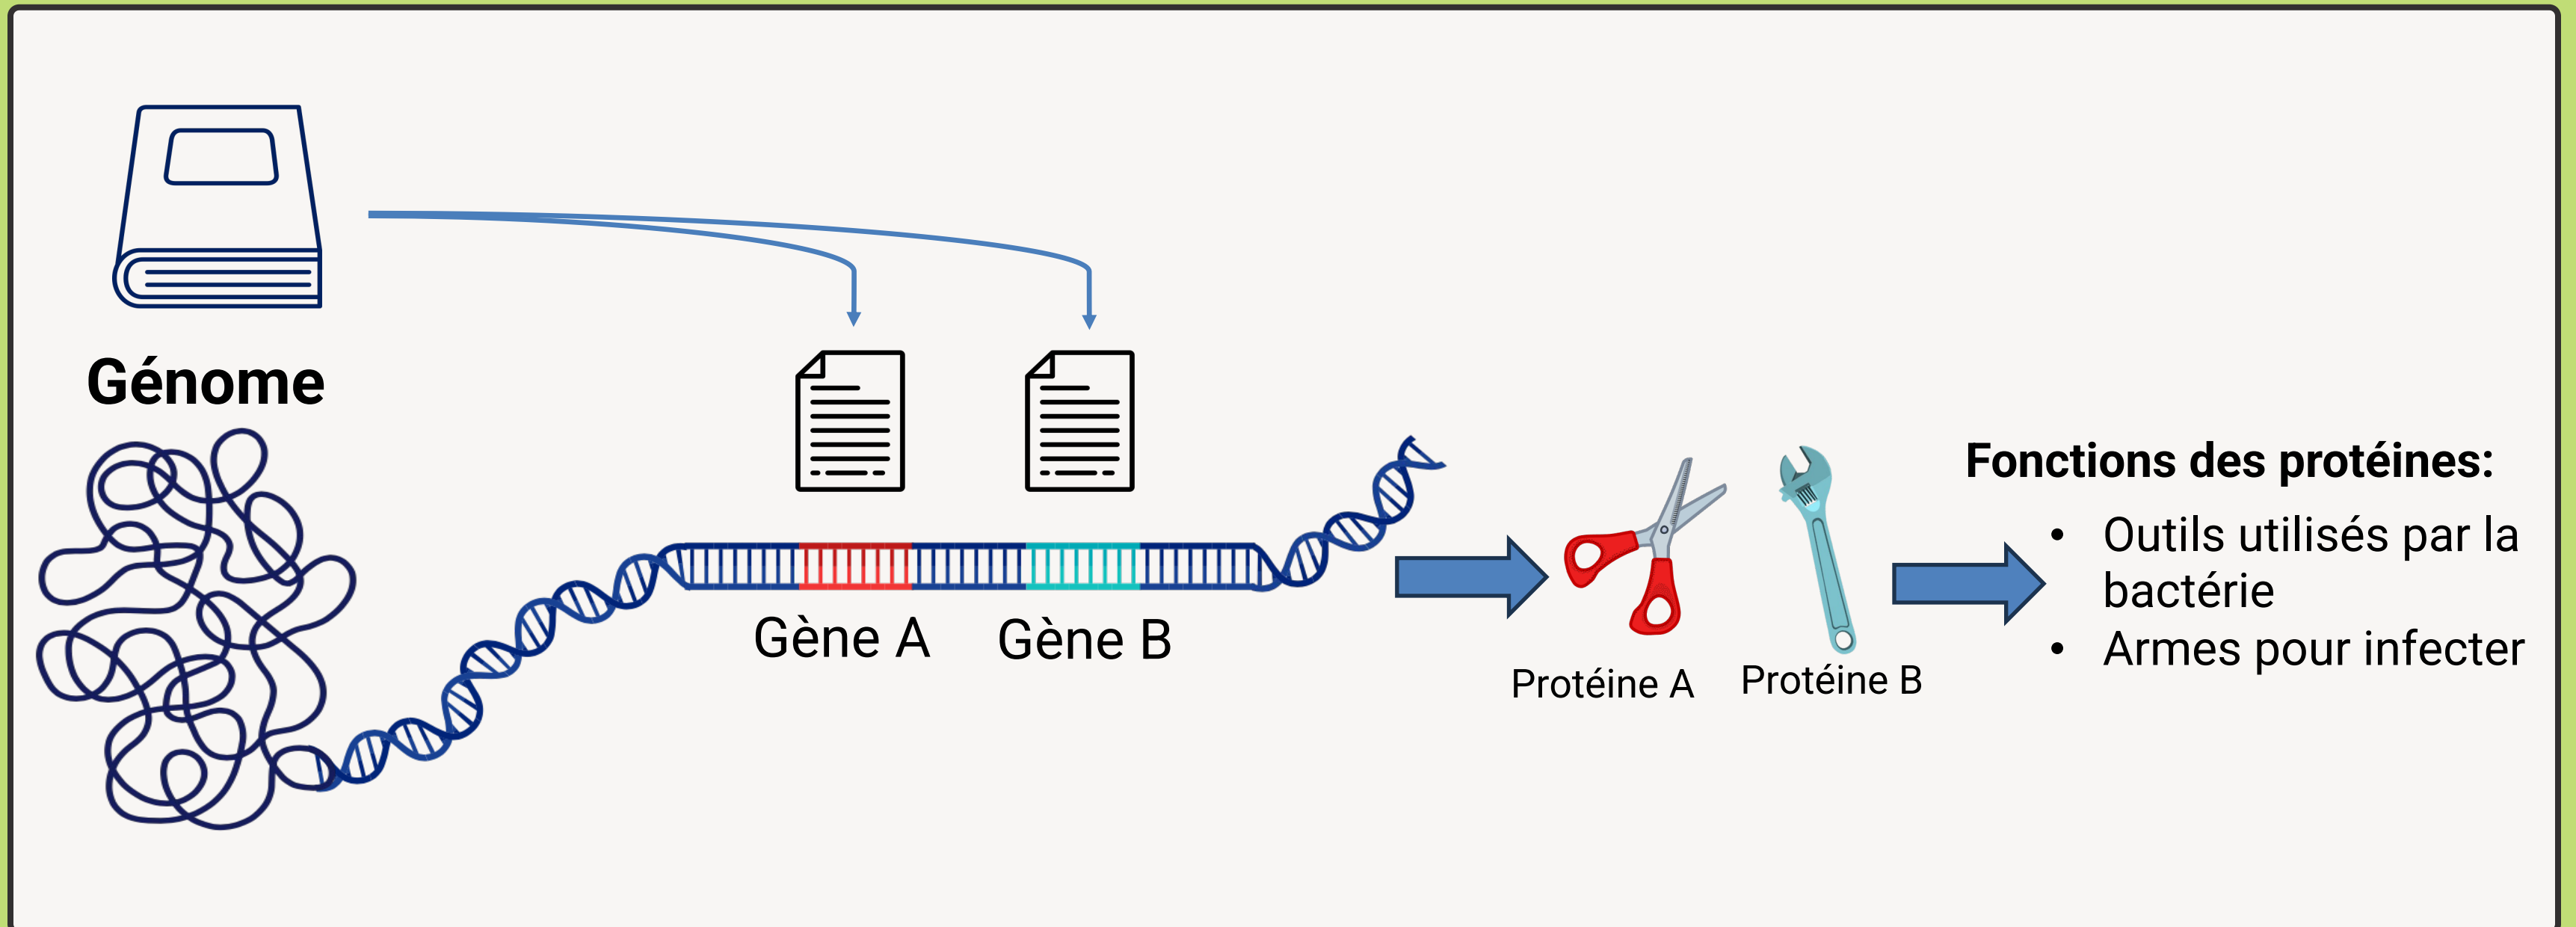 Génome
Gène A
Gène B
Protéine A
Protéine B
Fonctions des protéines:
• Outils utilisés par la
bactérie
• Armes pour infecter